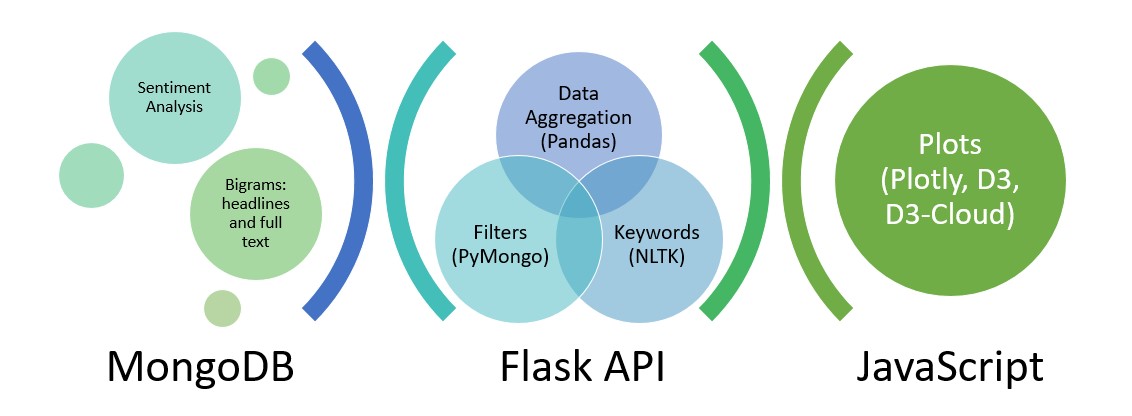 Sentiment
Analysis
Bigrams:
headlines
and full
text
MongoDB
Data
Aggregation
(Pandas)
Filters
(PyMongo)
Keywords
(NLTK)
Flask API
Plots
(Plotly, D3,
D3-Cloud)
JavaScript